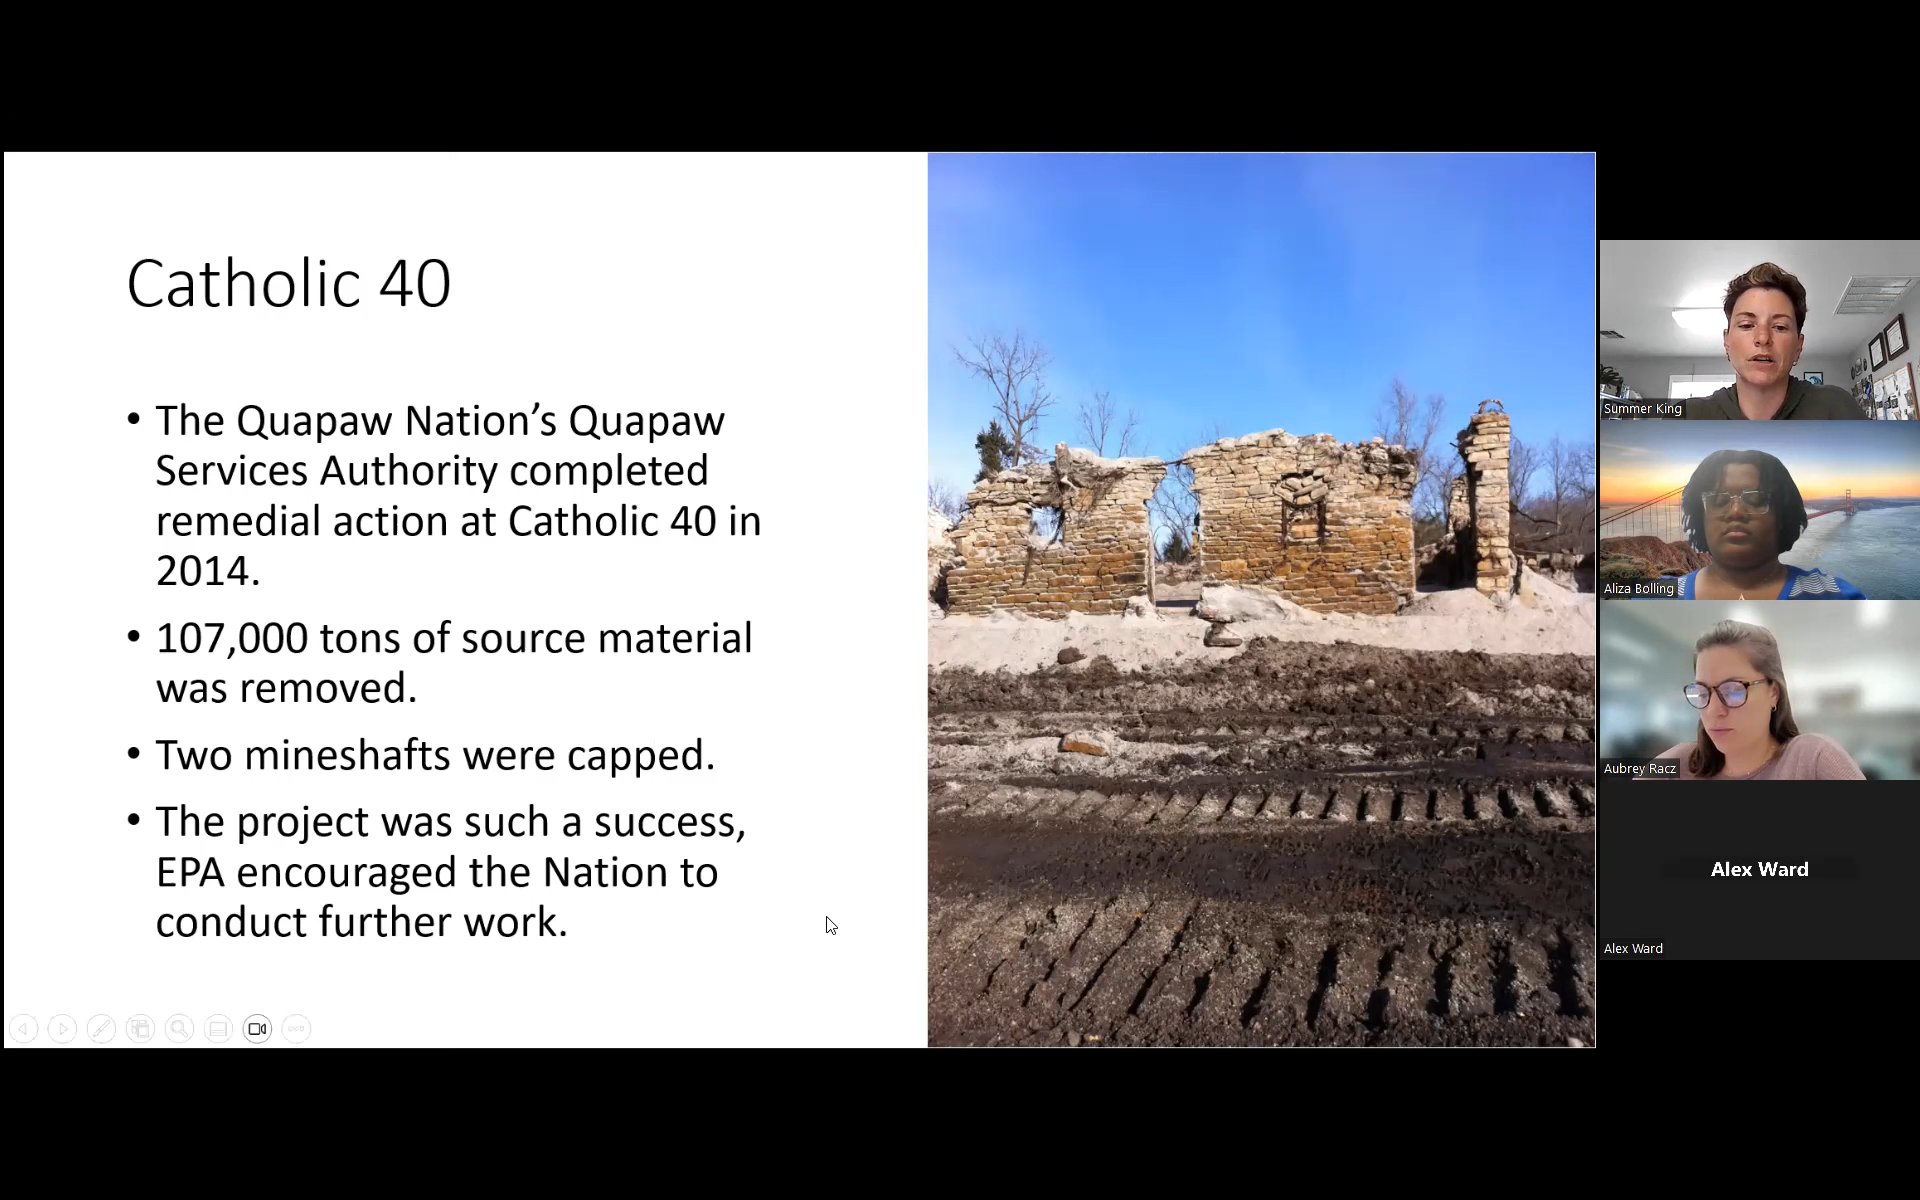 Catholic 40
• The Quapaw Nation’s Quapaw
Services Authority completed
remedial action at Catholic 40 in
2014.
• 107,000 tons of source material
was removed.
• Two mineshafts were capped.
• The project was such a success,
EPA encouraged the Nation to
conduct further work.
Summer King
Aliza Bolling
Aubrey Racz
Alex Ward
Alex Ward